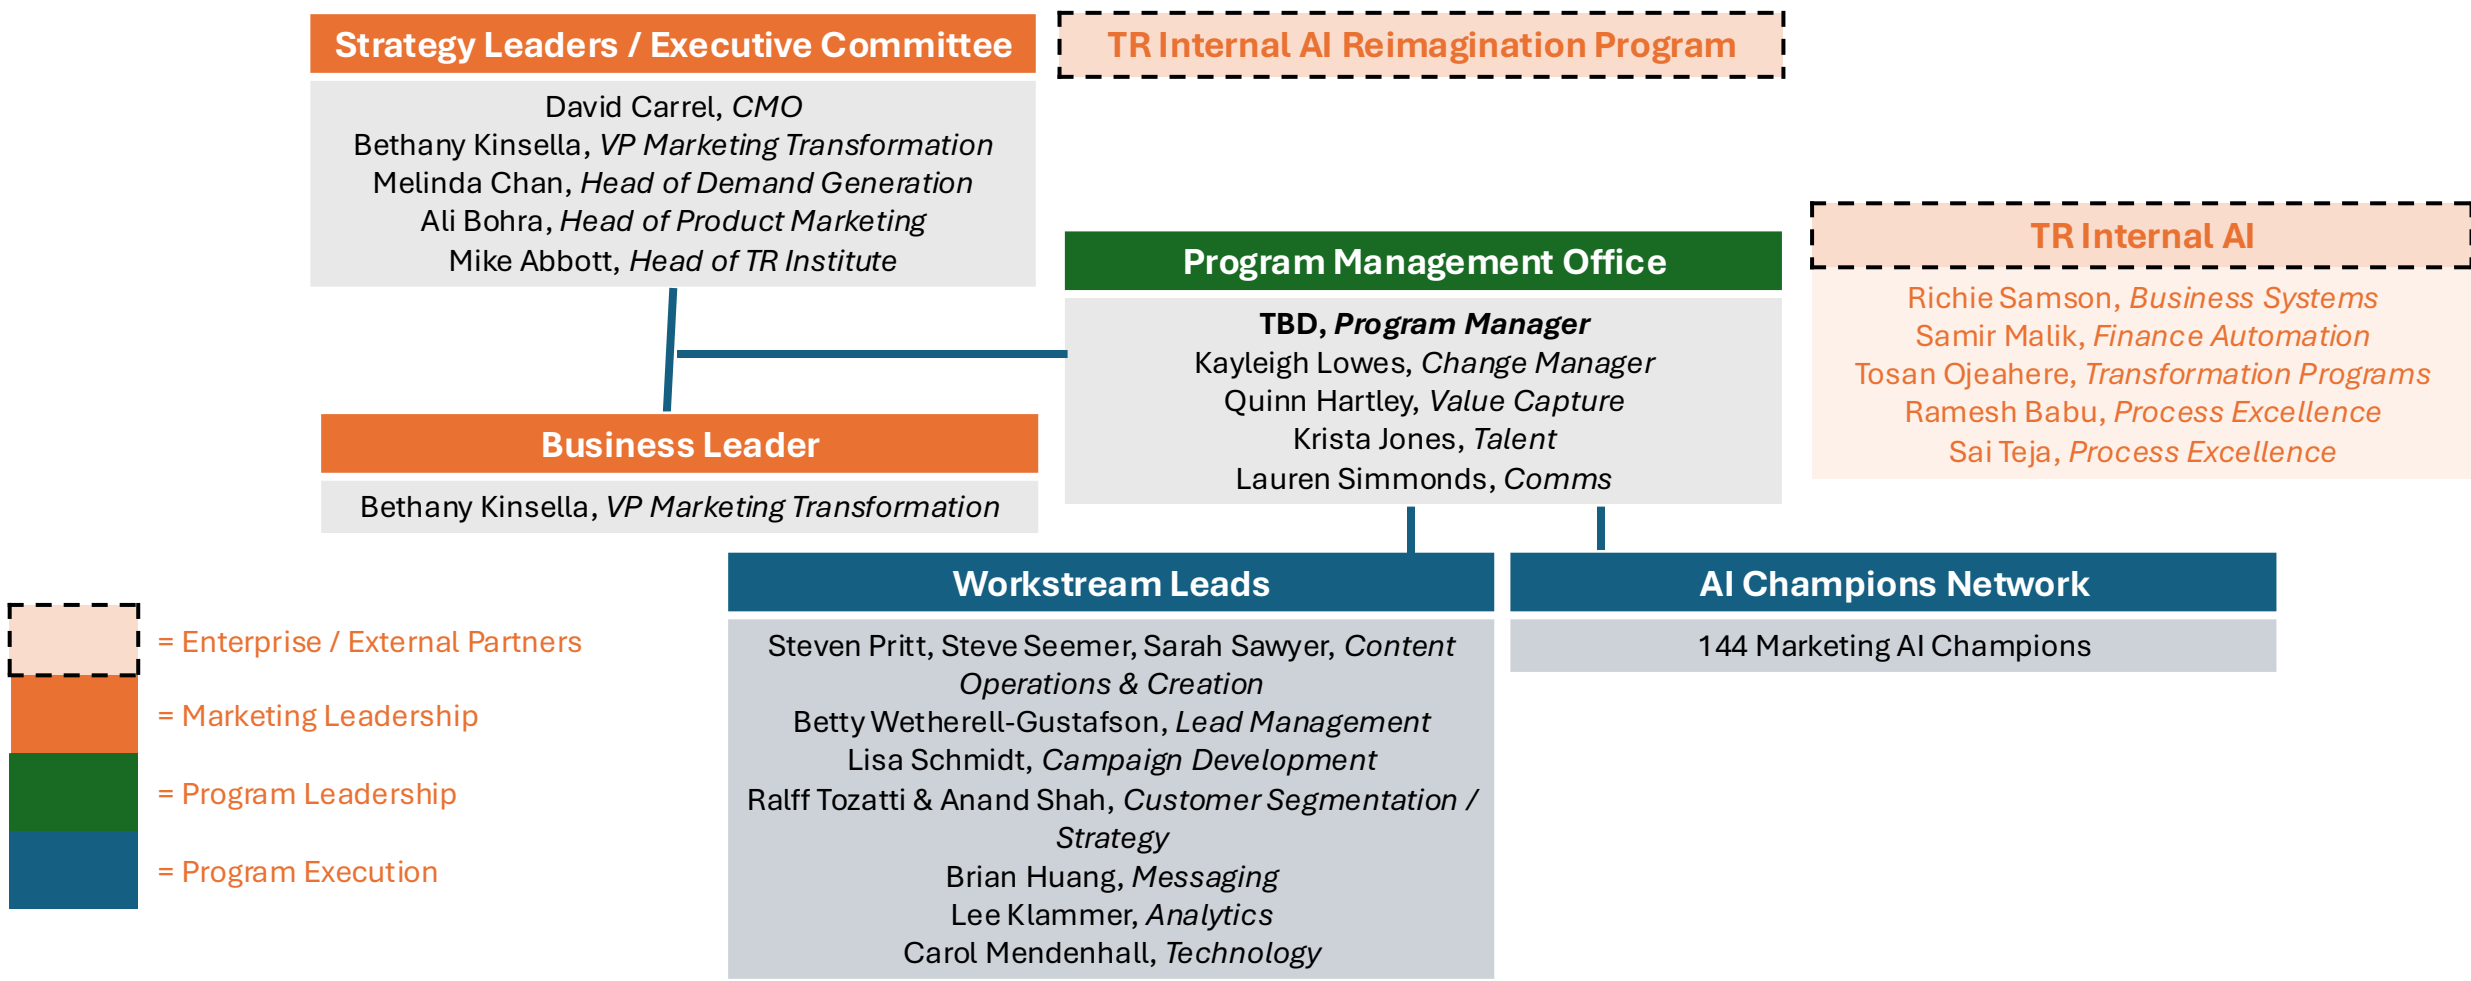 Strategy Leaders / Executive Committee
David Carrel, CMO
Bethany Kinsella, VP Marketing Transformation
Melinda Chan, Head of Demand Generation
Ali Bohra, Head of Product Marketing
Mike Abbott, Head of TR Institute
TR Internal AI Reimagination Program
Program Management Office
TBD, Program Manager
Kayleigh Lowes, Change Manager
Quinn Hartley, Value Capture
Krista Jones, Talent
Lauren Simmonds, Comms
TR Internal AI
Richie Samson, Business Systems
Samir Malik, Finance Automation
Tosan Ojeahere, Transformation Programs
Ramesh Babu, Process Excellence
Sai Teja, Process Excellence
Business Leader
Bethany Kinsella, VP Marketing Transformation
Workstream Leads
Steven Pritt, Steve Seemer, Sarah Sawyer, Content
Operations & Creation
Betty Wetherell-Gustafson, Lead Management
Lisa Schmidt, Campaign Development
Ralff Tozatti & Anand Shah, Customer Segmentation /
Strategy
Brian Huang, Messaging
Lee Klammer, Analytics
Carol Mendenhall, Technology
AI Champions Network
144 Marketing AI Champions
= Enterprise / External Partners
= Marketing Leadership
= Program Leadership
= Program Execution